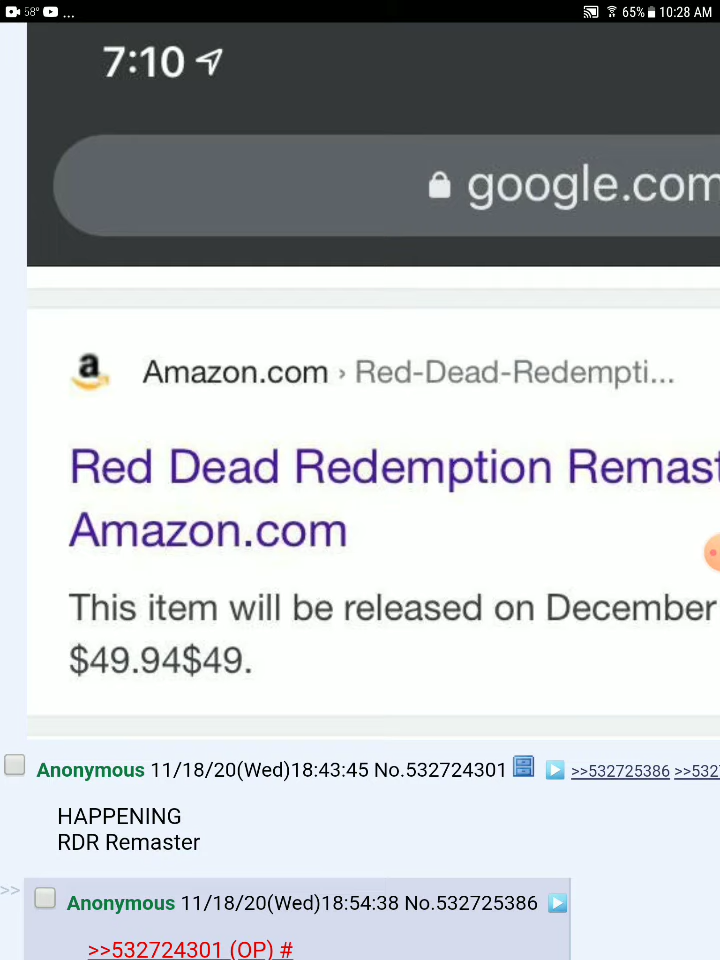 58° ... 65% 10:28 AM
7:10
google.com
a Amazon.com › Red-Dead-Redempti...
Red Dead Redemption Remast
Amazon.com
This item will be released on December
$49.94$49.
Anonymous 11/18/20(Wed)18:43:45 No.532724301 >>532725386 >>532
HAPPENING
RDR Remaster
>> Anonymous 11/18/20(Wed)18:54:38 No.532725386
>>532724301 (OP) #